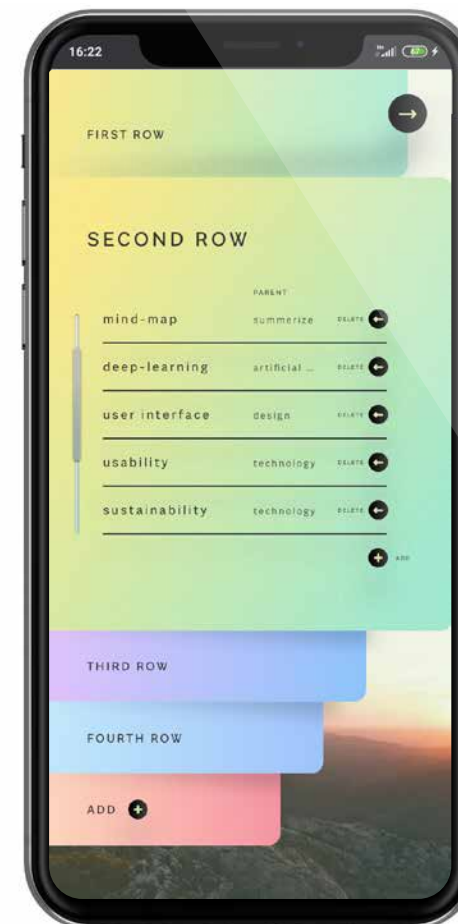 16:22
FIRST ROW
SECOND ROW
PARENT
mind-map summerize DELETE
deep-learning artificial ... DELETE
user interface design DELETE
usability technology DELETE
sustainability technology DELETE
ADD
THIRD ROW
FOURTH ROW
ADD